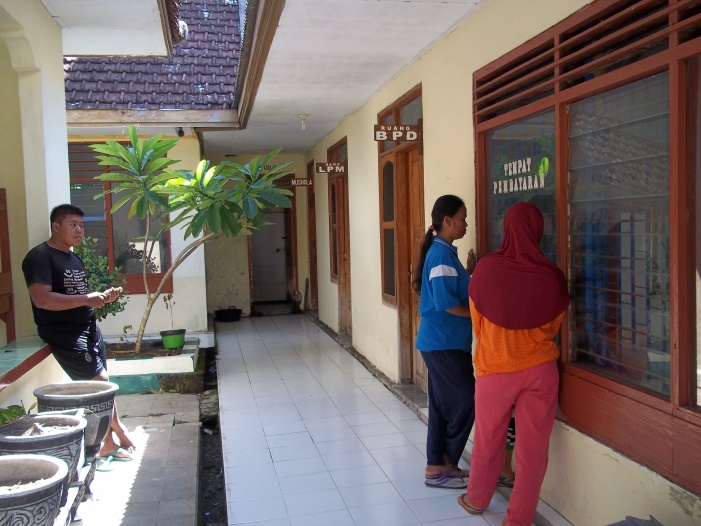 RUANG
BPD
TEMPAT
PEMBAYARAN
LPM
MUSHOLA